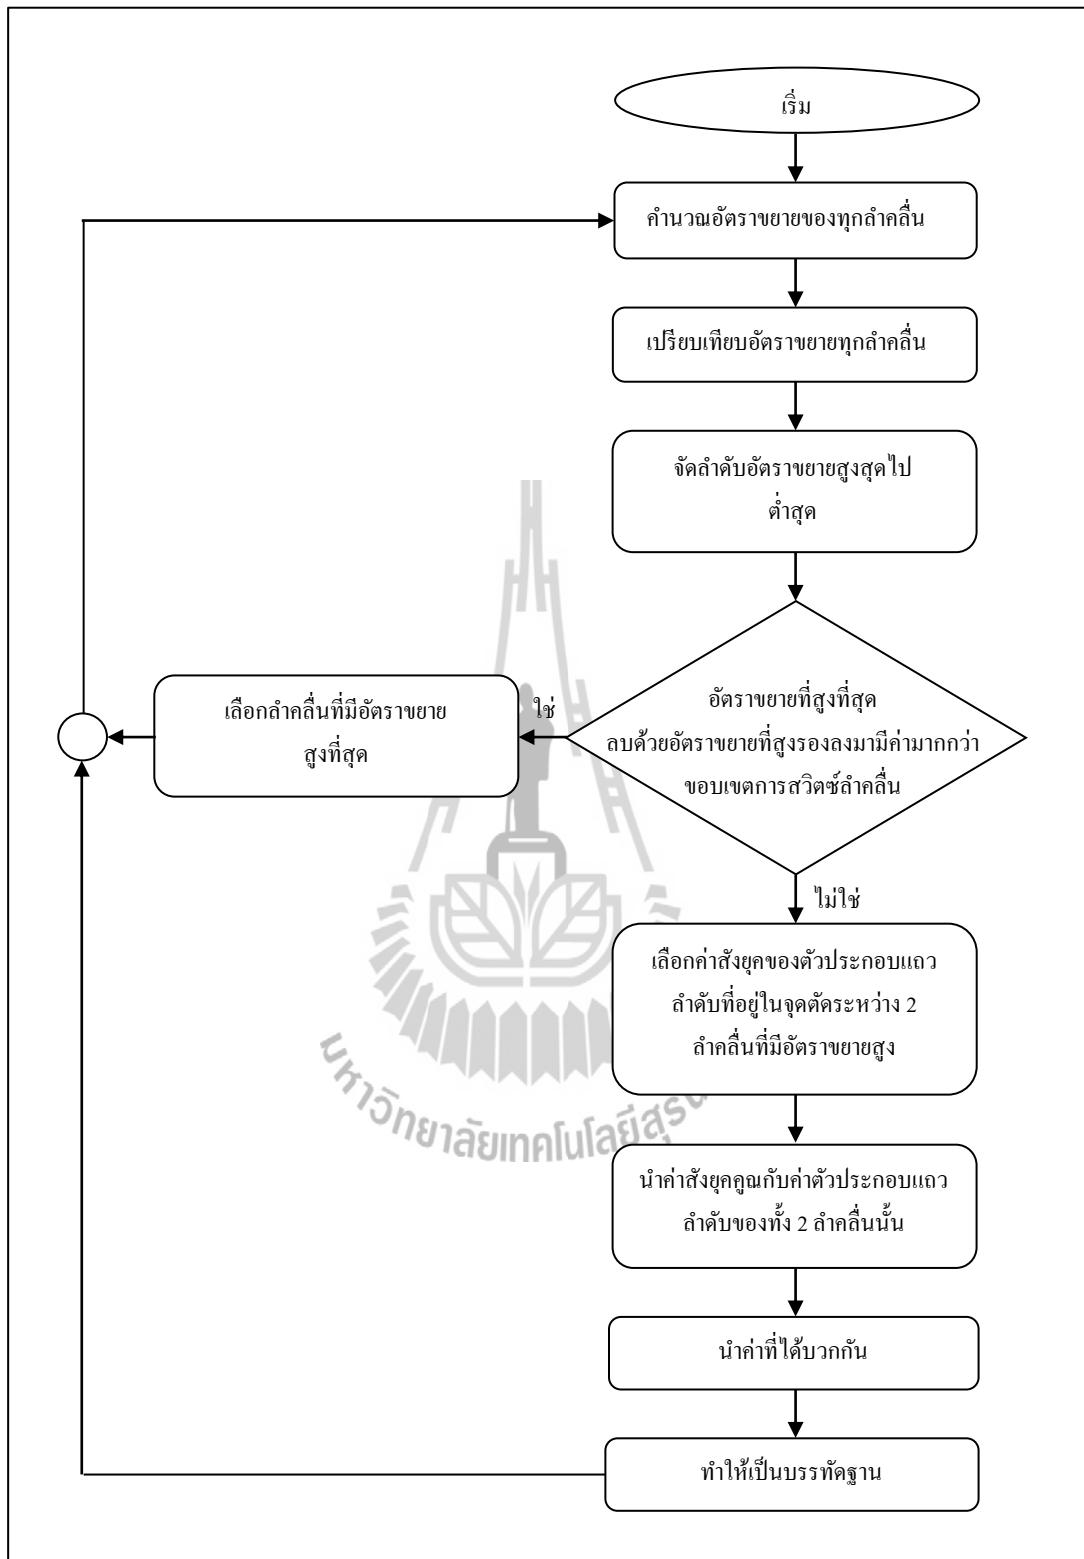 เริ่ม
คำนวณอัตราขยายของทุกลำคลื่น
เปรียบเทียบอัตราขยายทุกลำคลื่น
จัดลำดับอัตราขยายสูงสุดไป
ต่ำสุด
อัตราขยายที่สูงที่สุด
ลบด้วยอัตราขยายที่สูงรองลงมามีค่ามากกว่า
ขอบเขตการสวิตซ์ลำคลื่น
ใช่
เลือกลำคลื่นที่มีอัตราขยาย
สูงที่สุด
ไม่ใช่
เลือกค่าสังยุคของตัวประกอบแถว
ลำดับที่อยู่ในจุดตัดระหว่าง 2
ลำคลื่นที่มีอัตราขยายสูง
นำค่าสังยุคคูณกับค่าตัวประกอบแถว
ลำดับของทั้ง 2 ลำคลื่นนั้น
นำค่าที่ได้บวกกัน
ทำให้เป็นบรรทัดฐาน
มหาวิทยาลัยเทคโนโลยีสุร